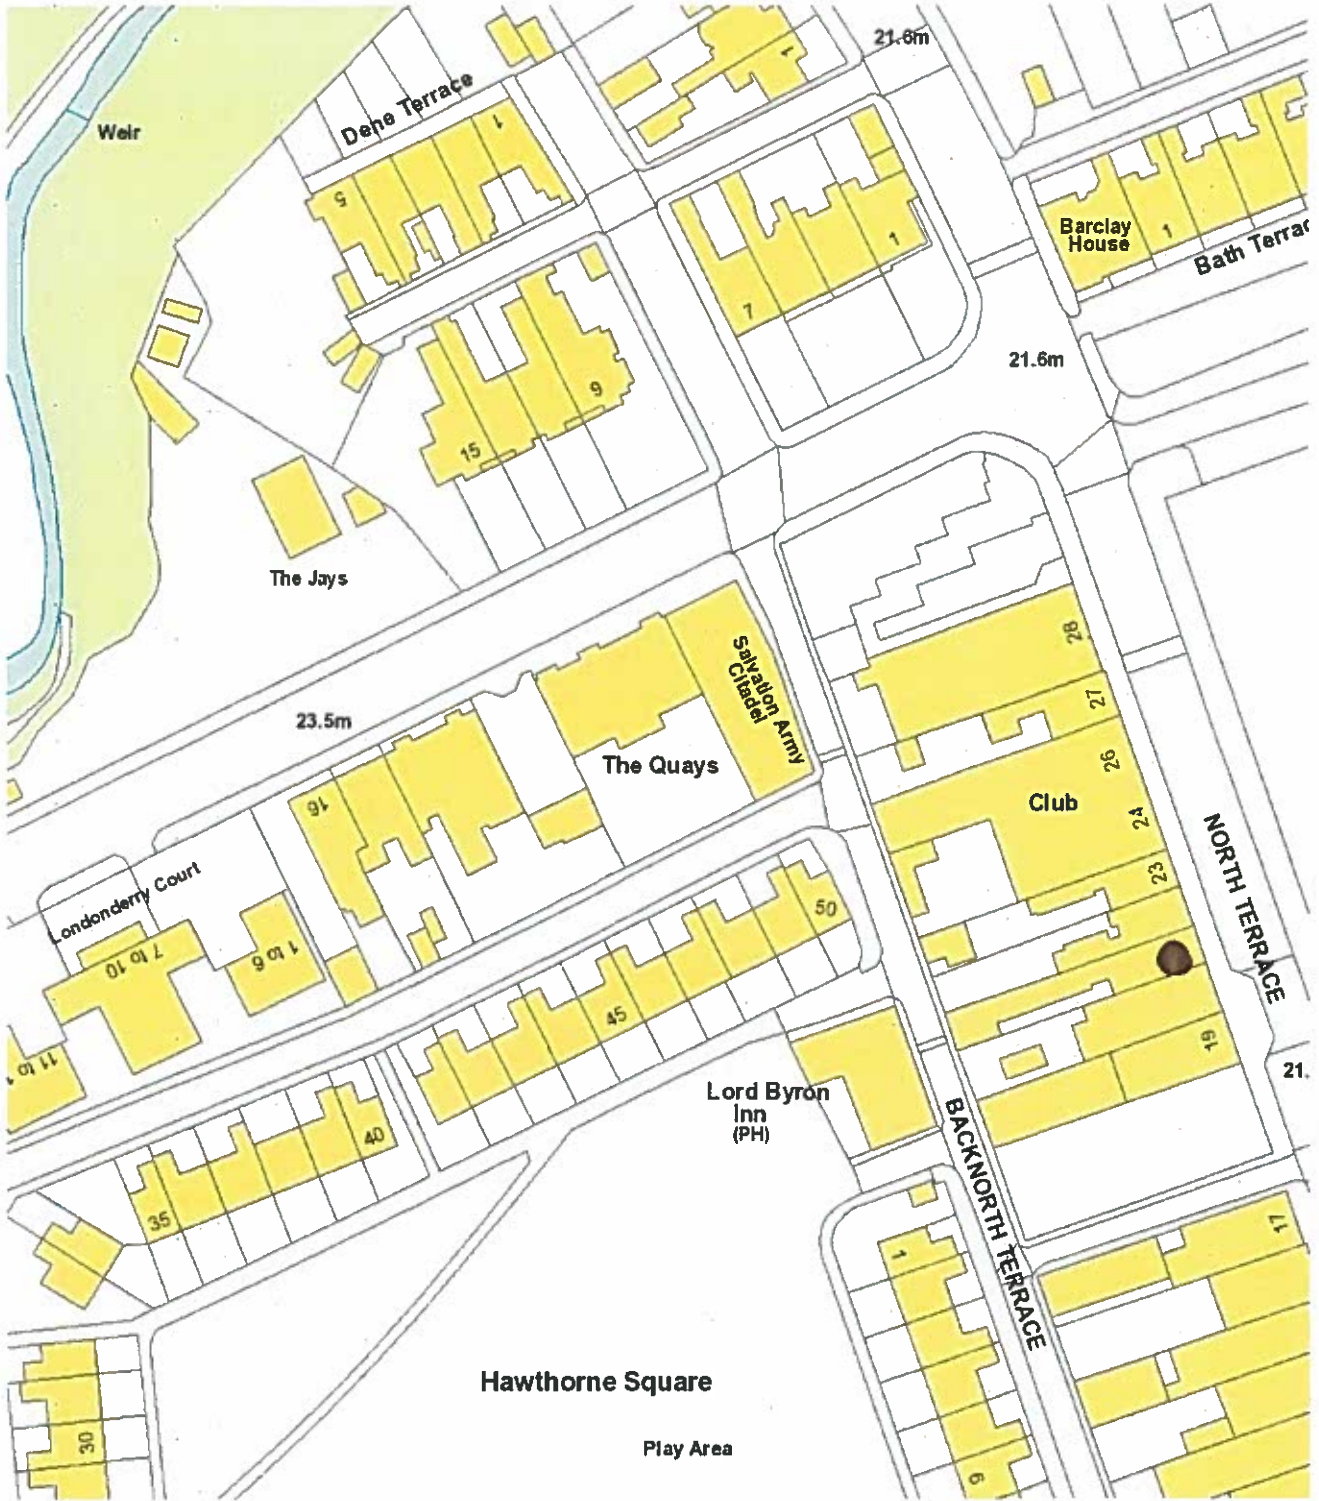 21.6m
Weir
Dene Terrace
1
1
5
Barclay
House
1
Bath Terrac
1
7
21.6m
9
15
The Jays
Salvation Army
Citadel
28
27
23.5m
The Quays
26
Club
24
16
NORTH TERRACE
23
Londonderry Court
50
7 to 10
1 to 6
45
19
11 to 1
21.
Lord Byron
Inn
(PH)
BACKNORTH TERRACE
40
35
17
1
Hawthorne Square
30
Play Area
6